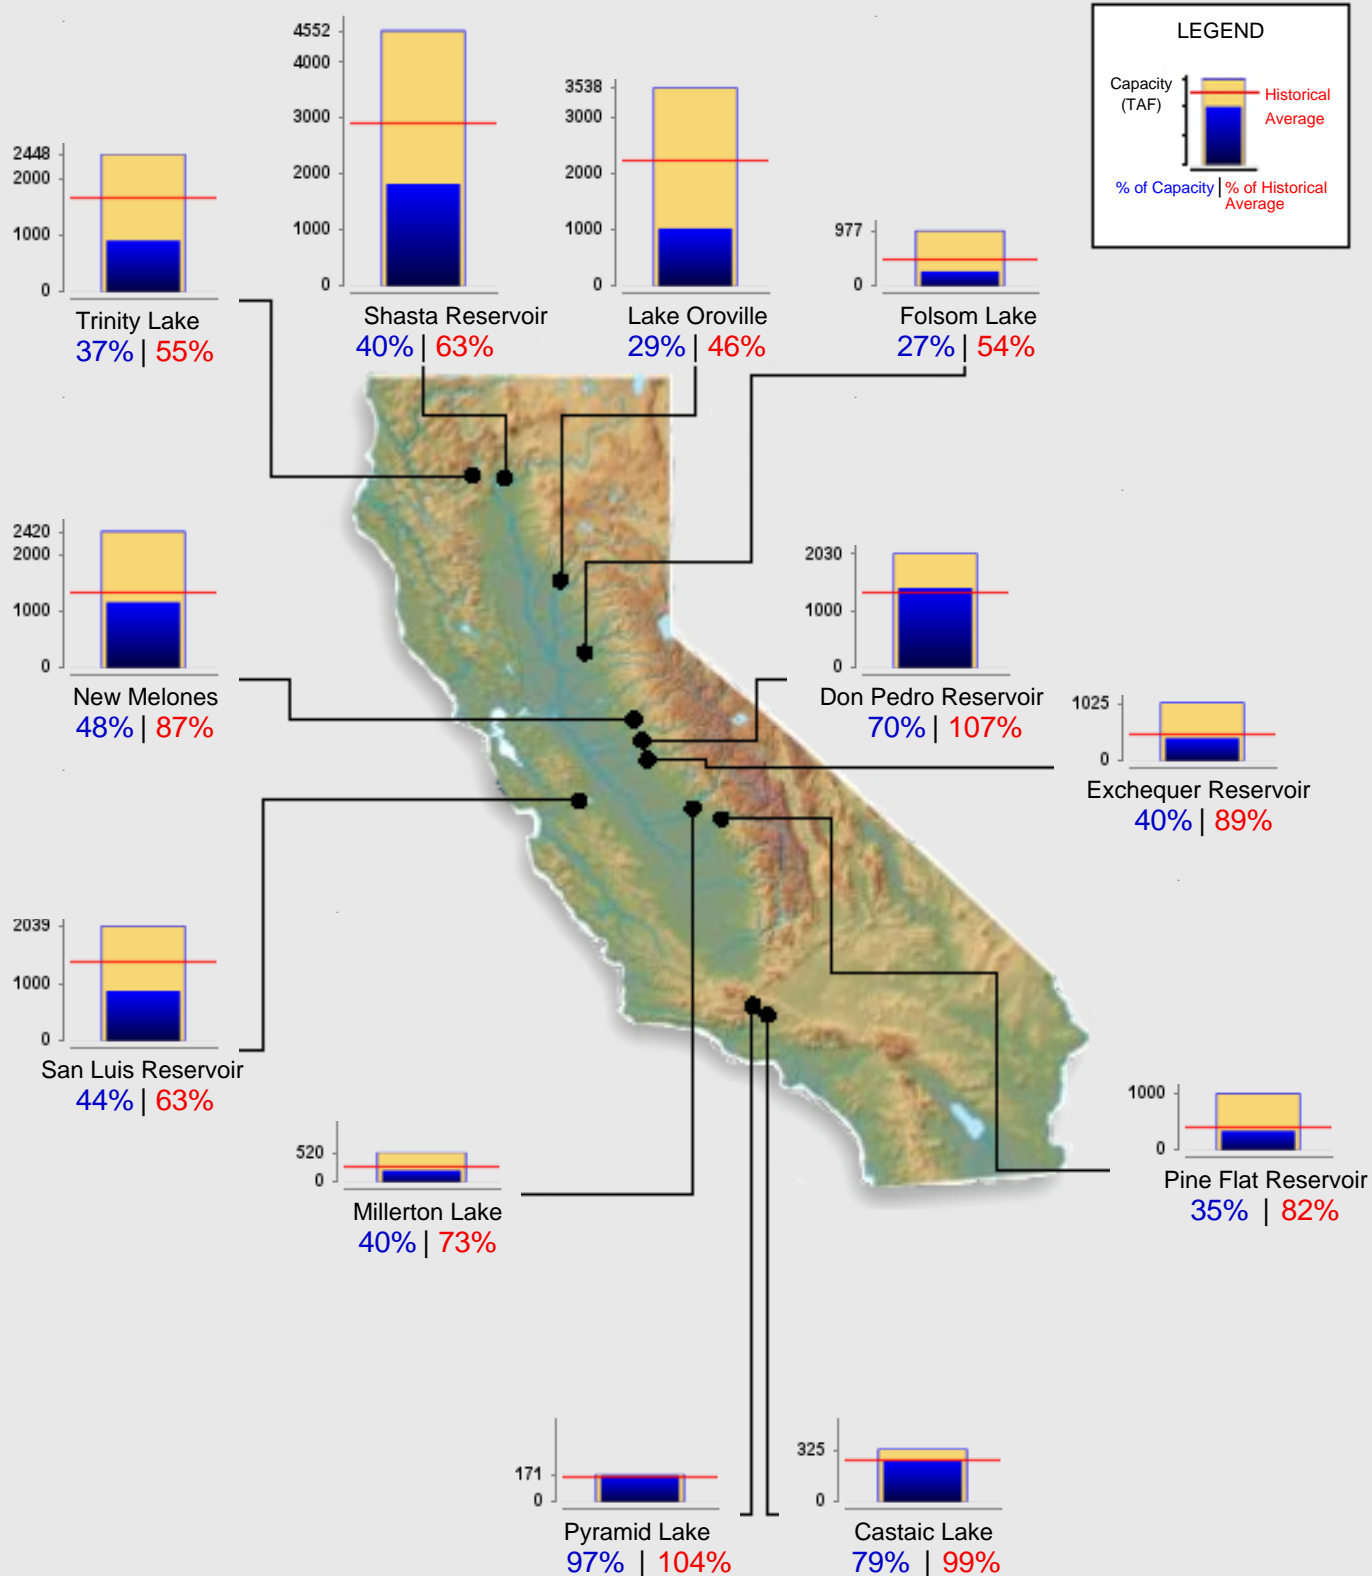 LEGEND
Capacity
(TAF)
Historical
Average
% of Capacity | % of Historical
Average
4552
4000
3000
2000
1000
0
Shasta Reservoir
40% | 63%
3538
3000
2000
1000
0
Lake Oroville
29% | 46%
2448
2000
1000
0
Trinity Lake
37% | 55%
977
0
Folsom Lake
27% | 54%
2420
2000
1000
0
New Melones
48% | 87%
2030
1000
0
Don Pedro Reservoir
70% | 107%
1025
0
Exchequer Reservoir
40% | 89%
2039
1000
0
San Luis Reservoir
44% | 63%
520
0
Millerton Lake
40% | 73%
1000
0
Pine Flat Reservoir
35% | 82%
171
0
Pyramid Lake
97% | 104%
325
0
Castaic Lake
79% | 99%